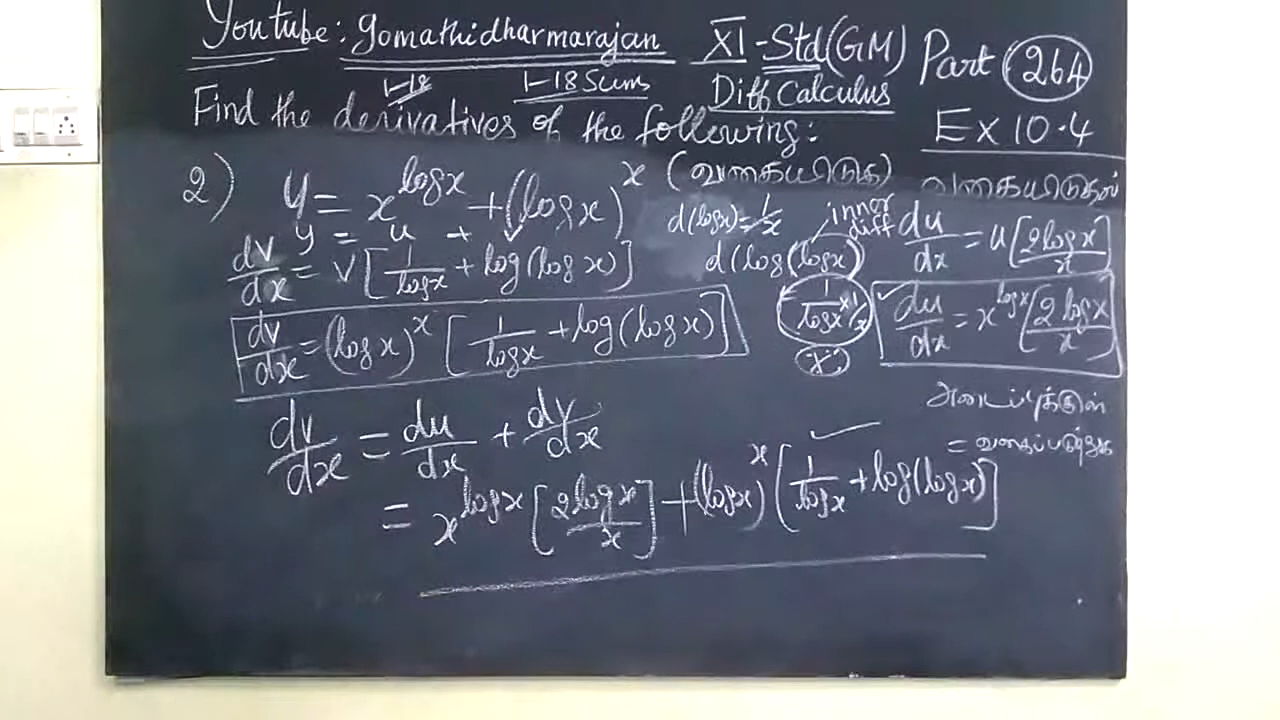 Youtube: gomathidharmarajan XI-Std(GM) Part 264
1-18 1-18 Sums Diff Calculus
Find the derivatives of the following: Ex 10.4
2) y = x^{log x} + (log x)^x (வகையிடுக) வகையிடுதல்
y = u + v
d(log x) = 1/x
inner diff
d(log(log x))
1/log x × 1/x
x
du/dx = u[2 log x/x]
du/dx = x^{log x}[2 log x/x]
dv/dx = v[1/log x + log(log x)]
dv/dx = (log x)^x [1/log x + log(log x)]
dy/dx = du/dx + dv/dx
= x^{log x}[2 log x/x] + (log x)^x [1/log x + log(log x)]